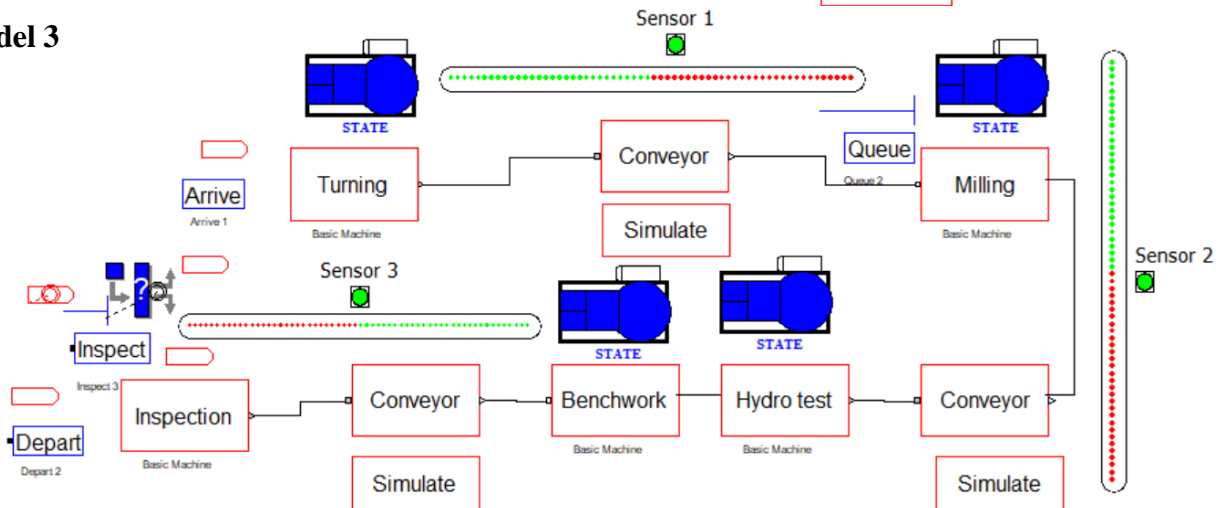 del 3
Sensor 1
STATE
STATE
Arrive
Arrive 1
Turning
Basic Machine
Conveyor
Simulate
Queue
Queue 2
Milling
Basic Machine
Sensor 2
Sensor 3
?
STATE
STATE
Inspect
Inspect 3
Inspection
Basic Machine
Conveyor
Simulate
Benchwork
Basic Machine
Hydro test
Basic Machine
Conveyor
Simulate
Depart
Depart 2